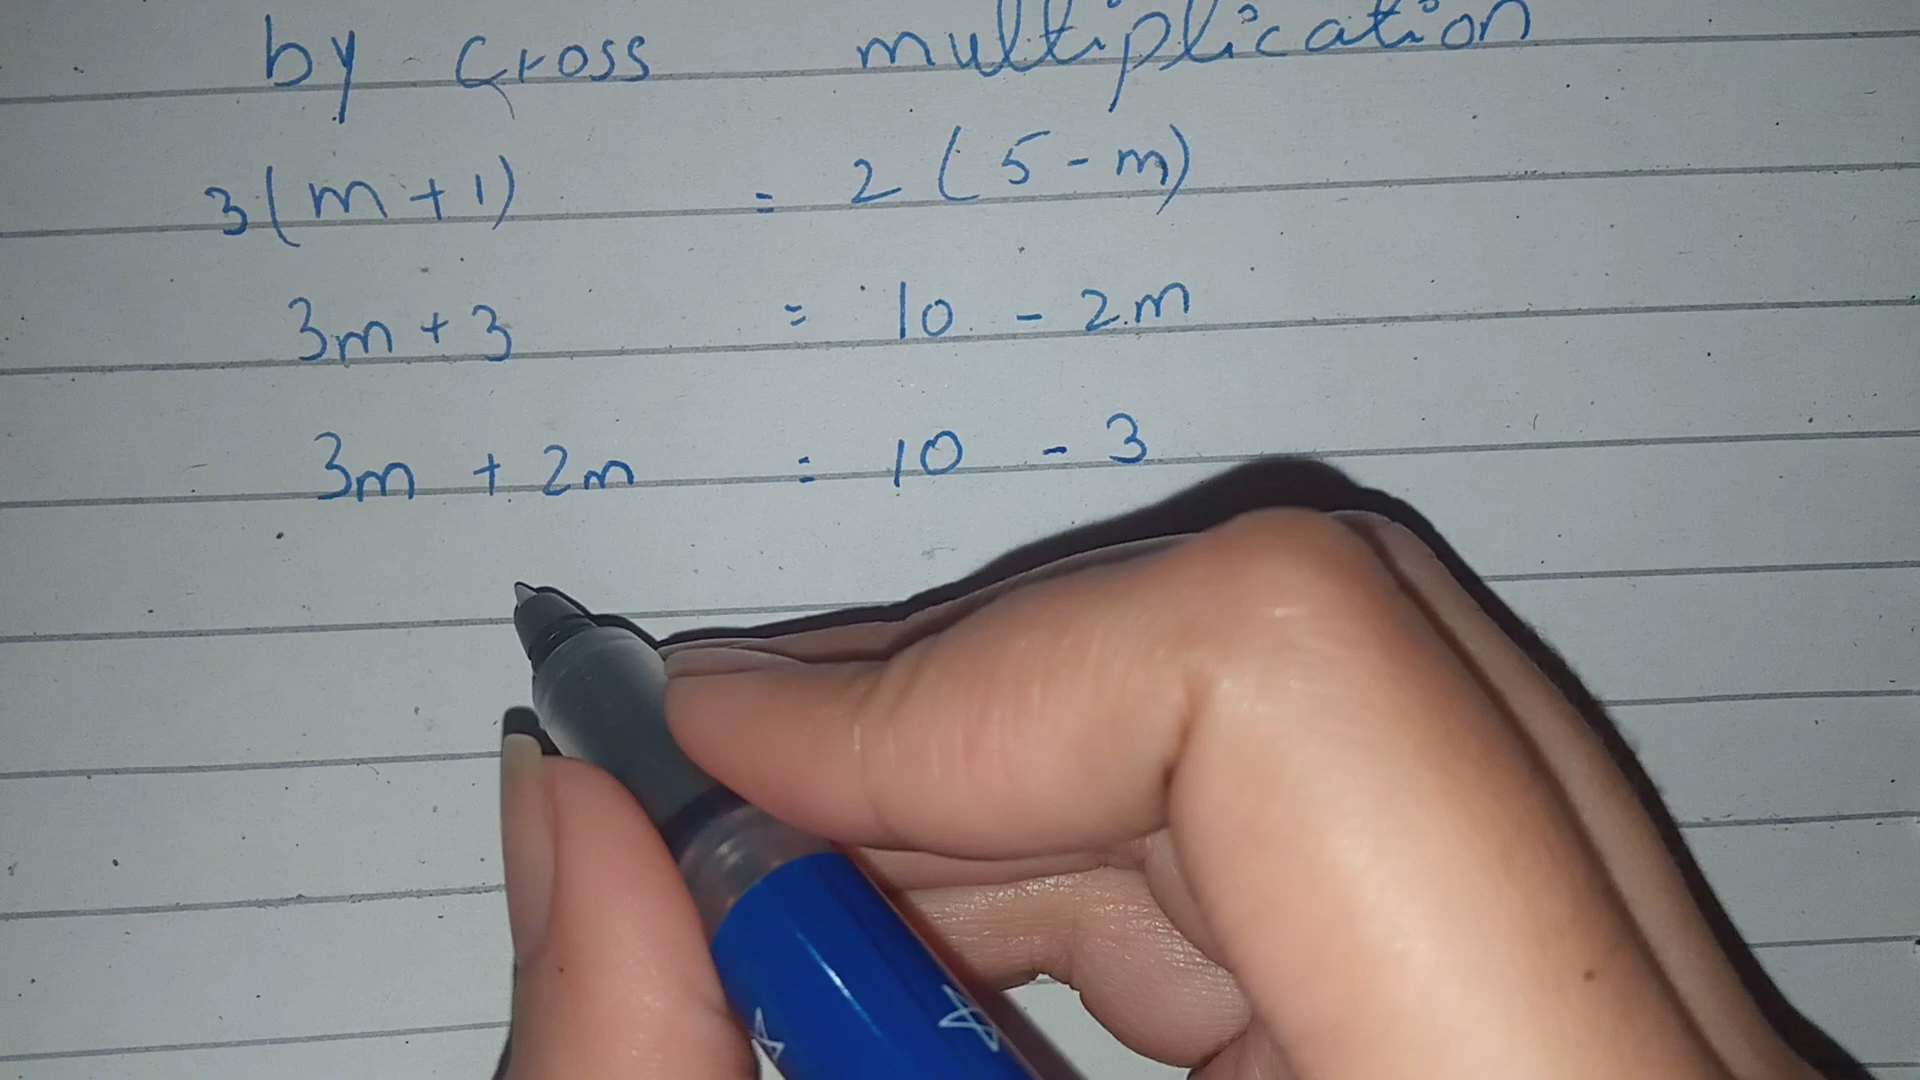 by cross multiplication
3(m+1) = 2(5-m)
3m+3 = 10 - 2m
3m + 2m = 10 - 3